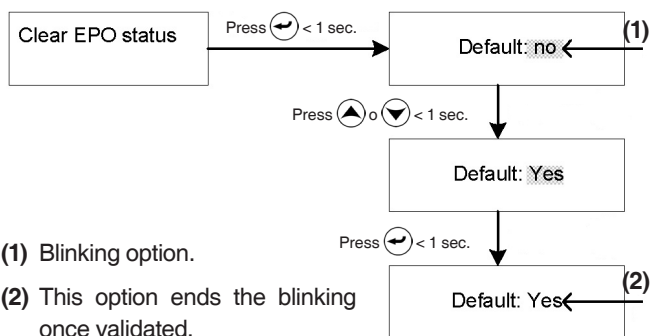 Clear EPO status
Press < 1 sec.
Default: no
(1)
Press o < 1 sec.
Default: Yes
Press < 1 sec.
Default: Yes
(2)
(1) Blinking option.
(2) This option ends the blinking
once validated.